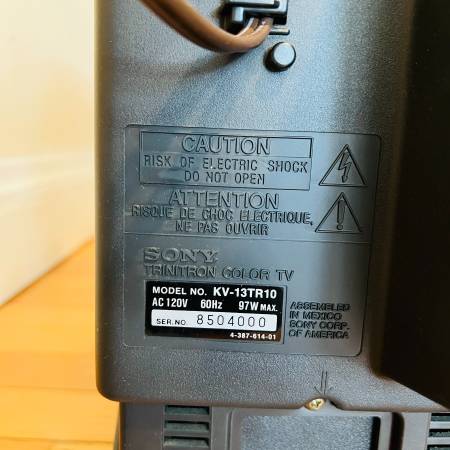 CAUTION
RISK OF ELECTRIC SHOCK
DO NOT OPEN
ATTENTION
RISQUE DE CHOC ELECTRIQUE,
NE PAS OUVRIR
SONY
TRINITRON COLOR TV
MODEL NO. KV-13TR10
AC 120V 60Hz 97W MAX.
SER.NO. 8504000
4-387-614-01
ASSEMBLED
IN MEXICO
SONY CORP.
OF AMERICA